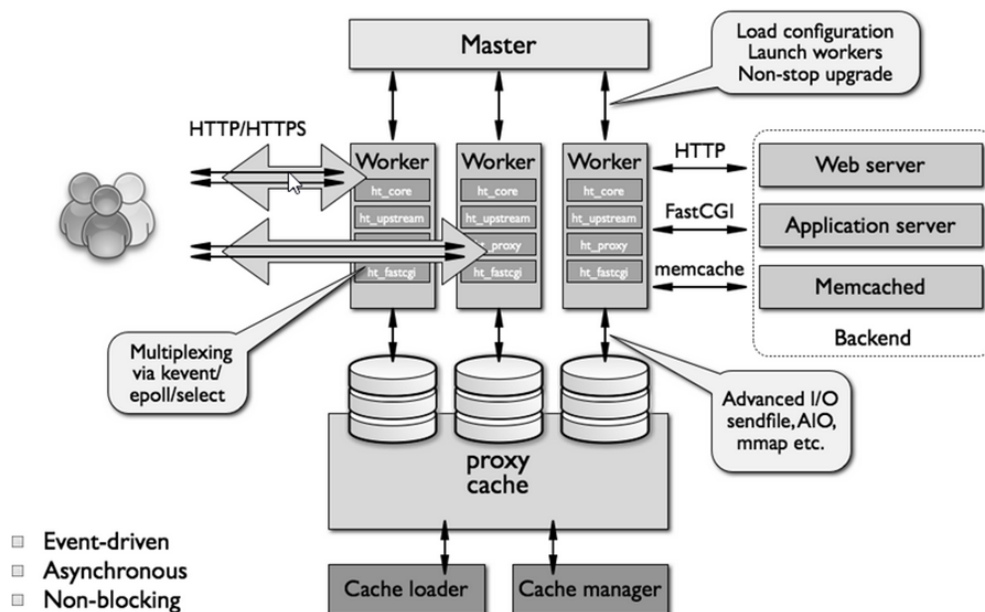 Master
Load configuration
Launch workers
Non-stop upgrade
HTTP/HTTPS
Worker
ht_core
ht_upstream
ht_fastcgi
Worker
ht_core
ht_upstream
ht_proxy
ht_fastcgi
Worker
ht_core
ht_upstream
ht_proxy
ht_fastcgi
HTTP
FastCGI
memcache
Web server
Application server
Memcached
Backend
Multiplexing
via kevent/
epoll/select
Advanced I/O
sendfile, AIO,
mmap etc.
proxy
cache
Cache loader
Cache manager
Event-driven
Asynchronous
Non-blocking